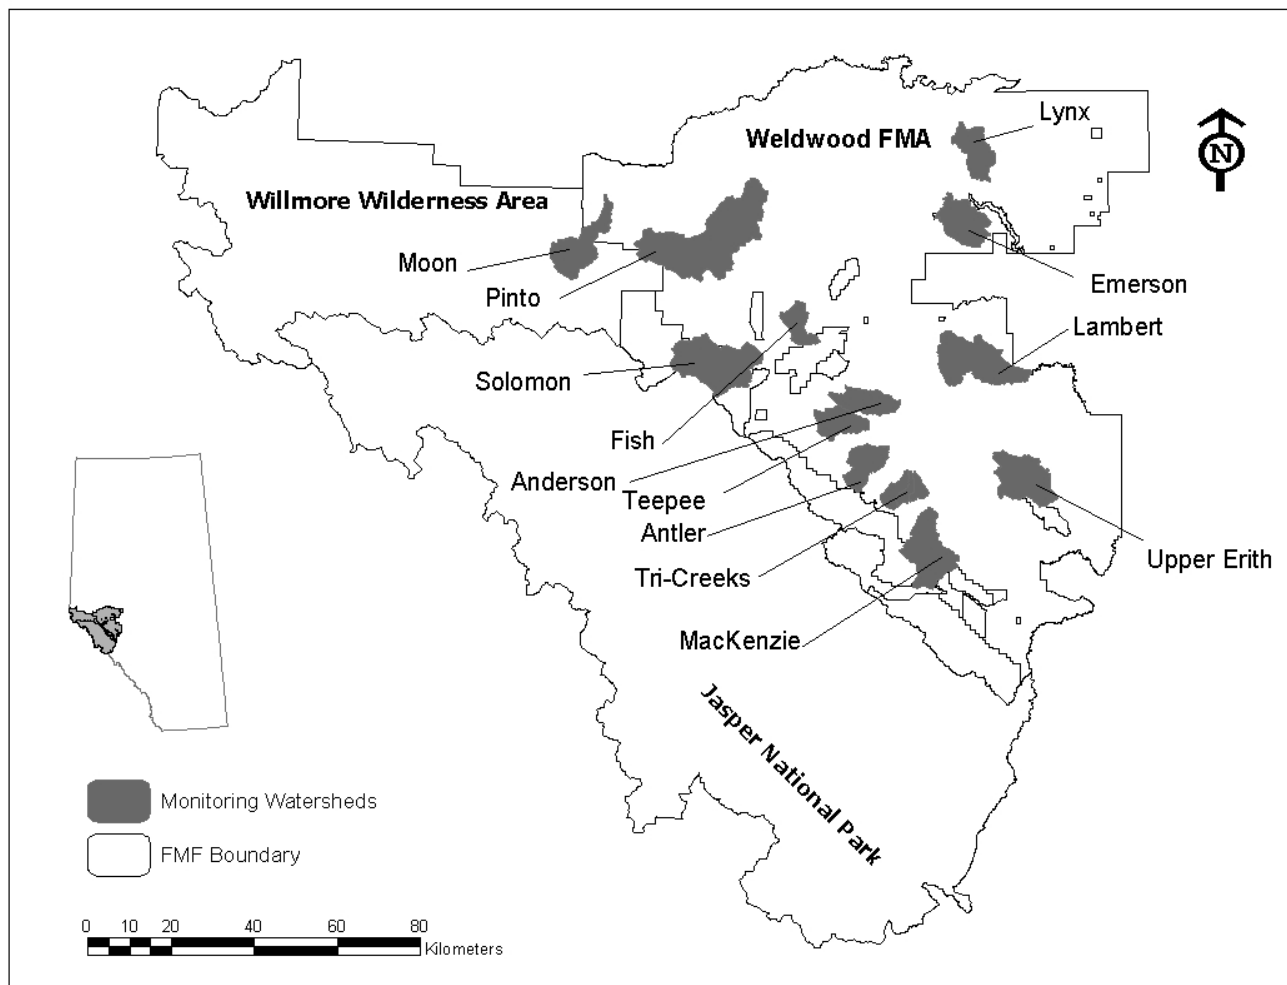 Lynx
Weldwood FMA
N
Willmore Wilderness Area
Moon
Pinto
Emerson
Lambert
Solomon
Fish
Anderson
Teepee
Antler
Upper Erith
Tri-Creeks
MacKenzie
Jasper National Park
Monitoring Watersheds
FMF Boundary
0 10 20 40 60 80
Kilometers